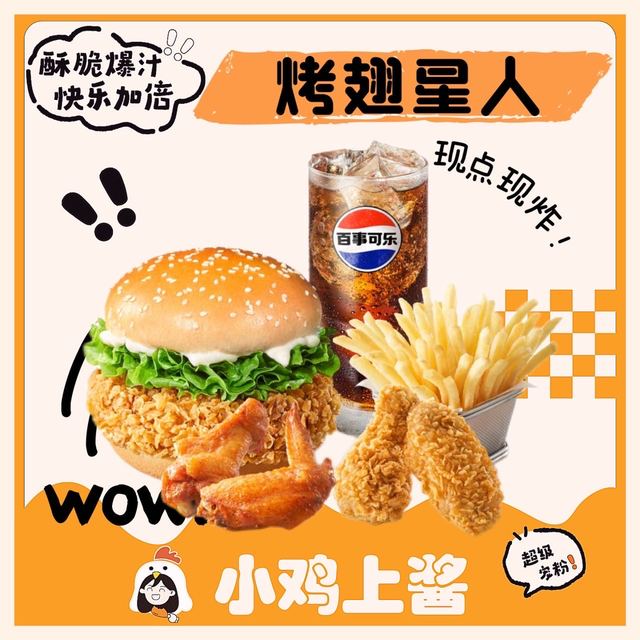 酥脆爆汁
快乐加倍
烤翅星人
现点现炸！
百事可乐
WOW
小鸡上酱
超级
宠粉！